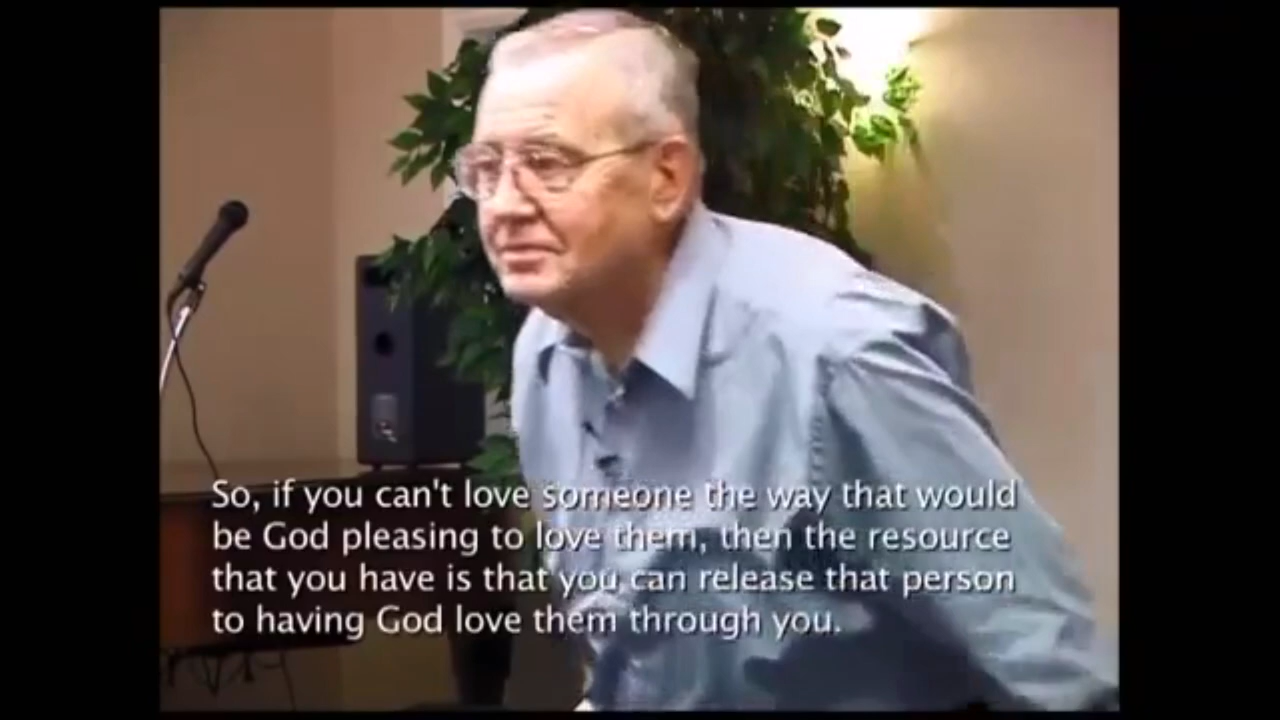 So, if you can't love someone the way that would
be God pleasing to love them, then the resource
that you have is that you can release that person
to having God love them through you.